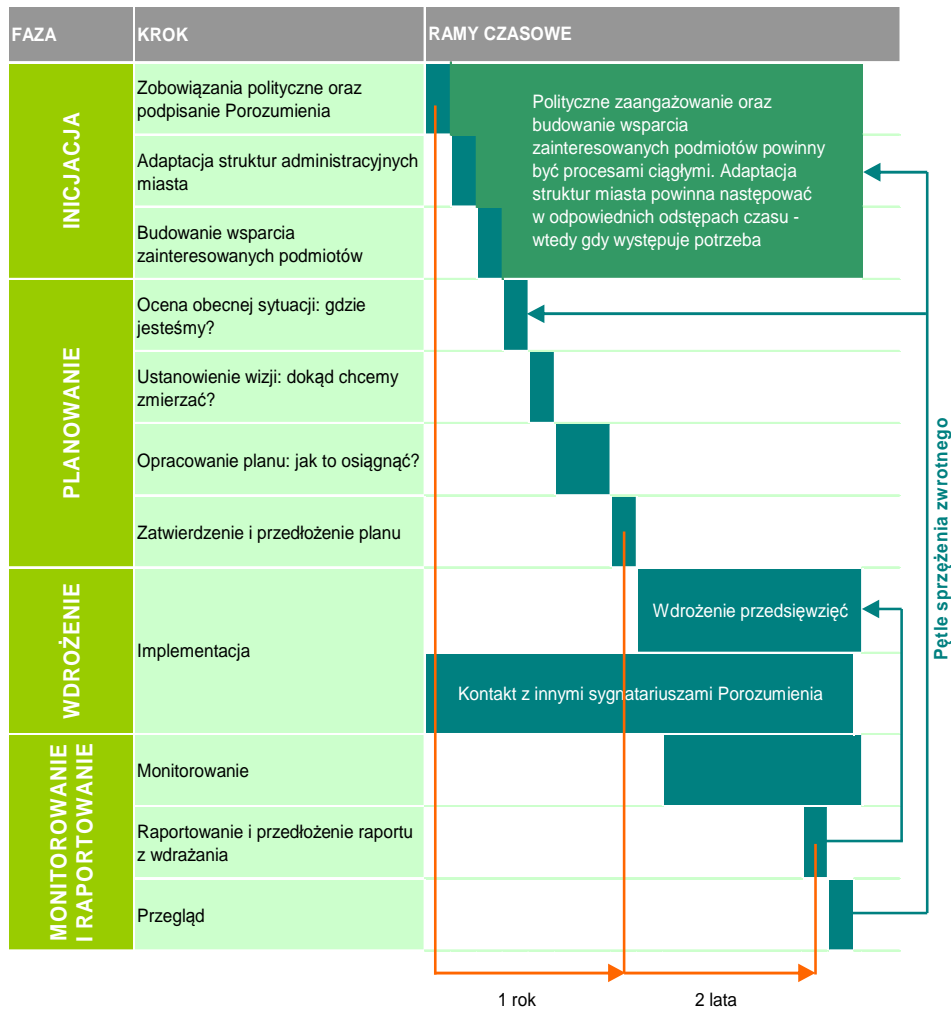 FAZA
KROK
RAMY CZASOWE
INICJACJA
Zobowiązania polityczne oraz
podpisanie Porozumienia
Adaptacja struktur administracyjnych
miasta
Budowanie wsparcia
zainteresowanych podmiotów
Polityczne zaangażowanie oraz
budowanie wsparcia
zainteresowanych podmiotów powinny
być procesami ciągłymi. Adaptacja
struktur miasta powinna następować
w odpowiednich odstępach czasu -
wtedy gdy występuje potrzeba
PLANOWANIE
Ocena obecnej sytuacji: gdzie
jesteśmy?
Ustanowienie wizji: dokąd chcemy
zmierzać?
Opracowanie planu: jak to osiągnąć?
Zatwierdzenie i przedłożenie planu
WDROŻENIE
Implementacja
Wdrożenie przedsięwzięć
Kontakt z innymi sygnatariuszami Porozumienia
MONITOROWANIE
I RAPORTOWANIE
Monitorowanie
Raportowanie i przedłożenie raportu
z wdrażania
Przegląd
Pętle sprzężenia zwrotnego
1 rok
2 lata